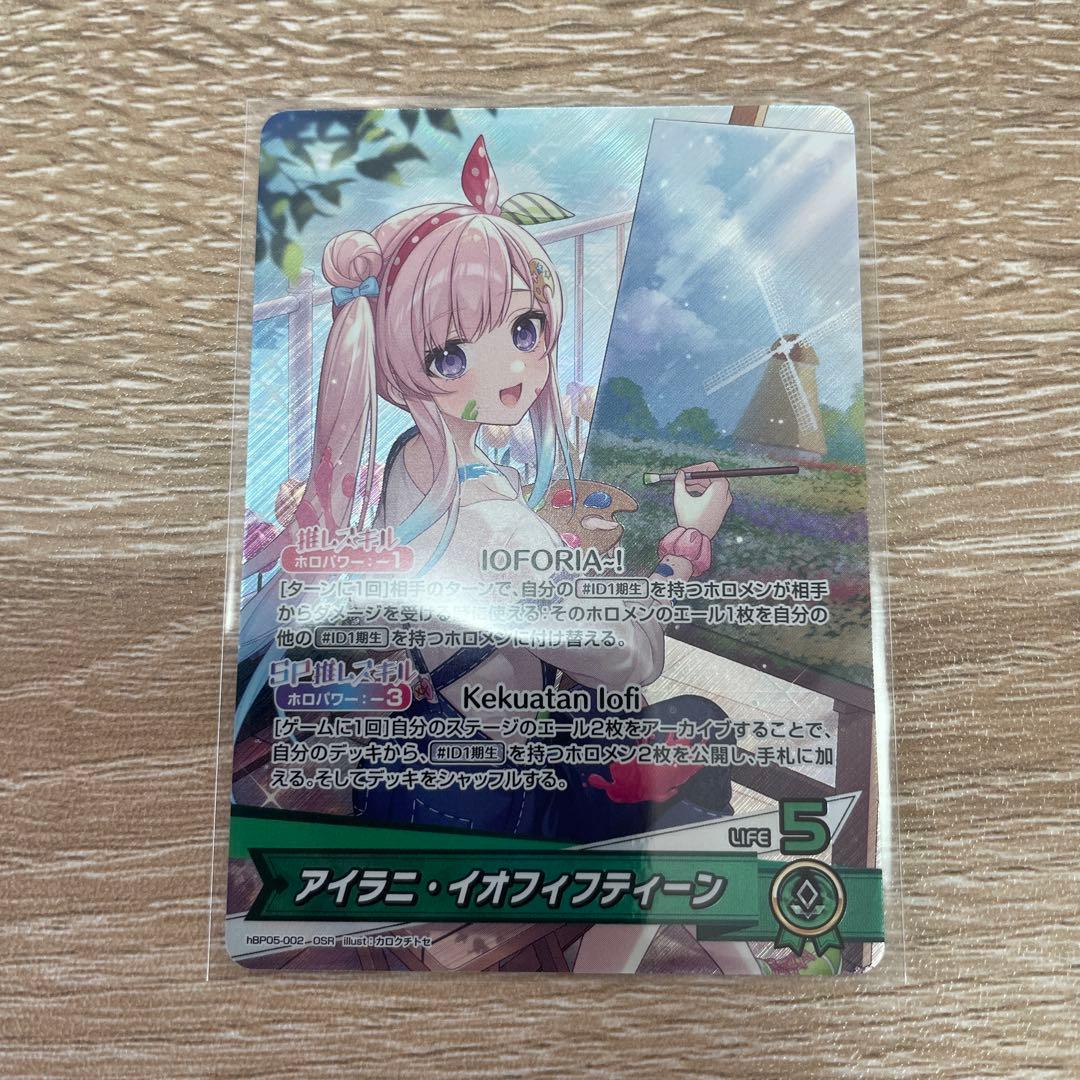 推しスキル
ホロパワー：-1
IOFORIA~!
[ターンに1回]相手のターンで、自分の #ID1期生 を持つホロメンが相手
からダメージを受ける時に使える：そのホロメンのエール1枚を自分の
他の #ID1期生 を持つホロメンに付け替える。
SP推しスキル
ホロパワー：-3
Kekuatan Iofi
[ゲームに1回]自分のステージのエール2枚をアーカイブすることで、
自分のデッキから、#ID1期生 を持つホロメン2枚を公開し、手札に加
える。そしてデッキをシャッフルする。
LIFE 5
アイラニ・イオフィフティーン
hBP05-002 OSR illust：カロクチトセ